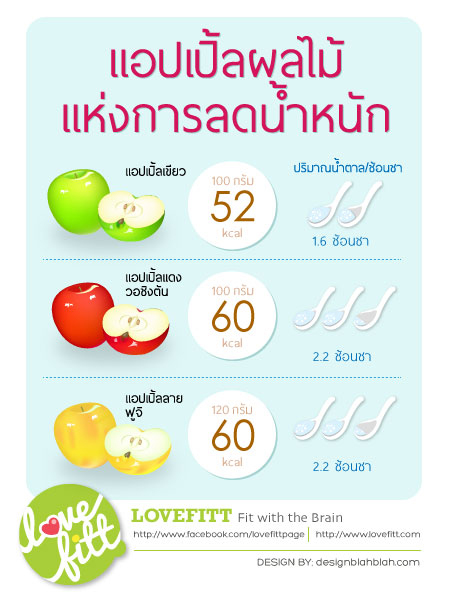 แอปเปิ้ลผลไม้
แห่งการลดน้ำหนัก
แอปเปิ้ลเขียว
100 กรัม
52
kcal
ปริมาณน้ำตาล/ช้อนชา
1.6 ช้อนชา
แอปเปิ้ลแดง
วอชิงตัน
100 กรัม
60
kcal
2.2 ช้อนชา
แอปเปิ้ลลาย
ฟูจิ
120 กรัม
60
kcal
2.2 ช้อนชา
love
fitt
LOVEFITT Fit with the Brain
http://www.facebook.com/lovefittpage | http://www.lovefitt.com
DESIGN BY: designblahblah.com